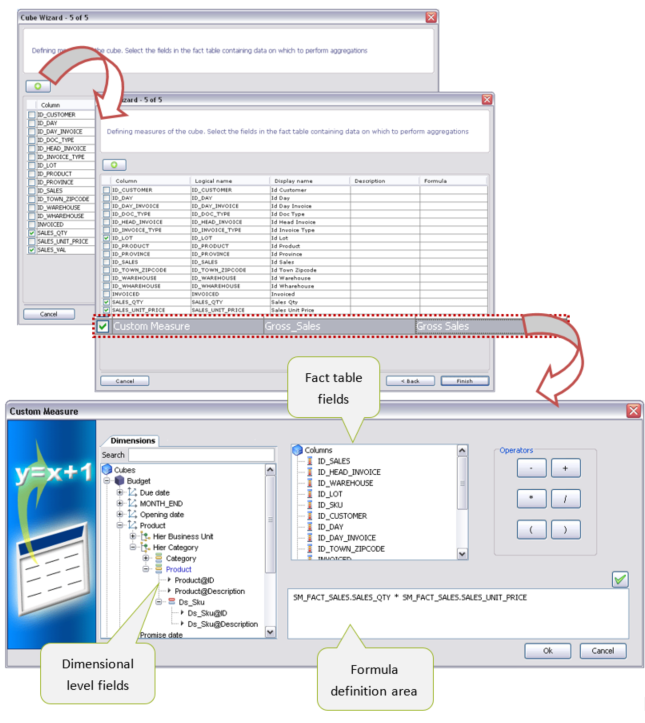 Cube Wizard - 5 of 5
Defining me
the cube. Select the fields in the fact table containing data on which to perform aggregations
Column
ID_CUSTOMER
ID_DAY
ID_DAY_INVOICE
ID_DOC_TYPE
ID_HEAD_INVOICE
ID_INVOICE_TYPE
ID_LOT
ID_PRODUCT
ID_PROVINCE
ID_SALES
ID_TOWN_ZIPCODE
ID_WAREHOUSE
ID_WHAREHOUSE
INVOICED
SALES_QTY
SALES_UNIT_PRICE
SALES_VAL
Cancel
izard - 5 of 5
Defining measures of the cube. Select the fields in the fact table containing data on which to perform aggregations
Column Logical name Display name Description Formula
ID_CUSTOMER ID_CUSTOMER Id Customer
ID_DAY ID_DAY Id Day
ID_DAY_INVOICE ID_DAY_INVOICE Id Day Invoice
ID_DOC_TYPE ID_DOC_TYPE Id Doc Type
ID_HEAD_INVOICE ID_HEAD_INVOICE Id Head Invoice
ID_INVOICE_TYPE ID_INVOICE_TYPE Id Invoice Type
ID_LOT ID_LOT Id Lot
ID_PRODUCT ID_PRODUCT Id Product
ID_PROVINCE ID_PROVINCE Id Province
ID_SALES ID_SALES Id Sales
ID_TOWN_ZIPCODE ID_TOWN_ZIPCODE Id Town Zipcode
ID_WAREHOUSE ID_WAREHOUSE Id Warehouse
ID_WHAREHOUSE ID_WHAREHOUSE Id Wharehouse
INVOICED INVOICED Invoiced
SALES_QTY SALES_QTY Sales Qty
SALES_UNIT_PRICE SALES_UNIT_PRICE Sales Unit Price
Custom Measure Gross_Sales Gross Sales
Cancel < Back Finish
Fact table
fields
Custom Measure
y=x+1
Dimensions
Search
Cubes
Budget
Due date
MONTH_END
Opening date
Product
Hier Business Unit
Hier Category
Category
Product
Product@ID
Product@Description
Ds_Sku
Ds_Sku@ID
Ds_Sku@Description
Promise date
Columns
ID_SALES
ID_HEAD_INVOICE
ID_WAREHOUSE
ID_LOT
ID_SKU
ID_CUSTOMER
ID_DAY
ID_DAY_INVOICE
ID_TOWN_ZIPCODE
INVOICED
Operators
- +
* /
( )
SM_FACT_SALES.SALES_QTY * SM_FACT_SALES.SALES_UNIT_PRICE
Ok Cancel
Dimensional
level fields
Formula
definition area